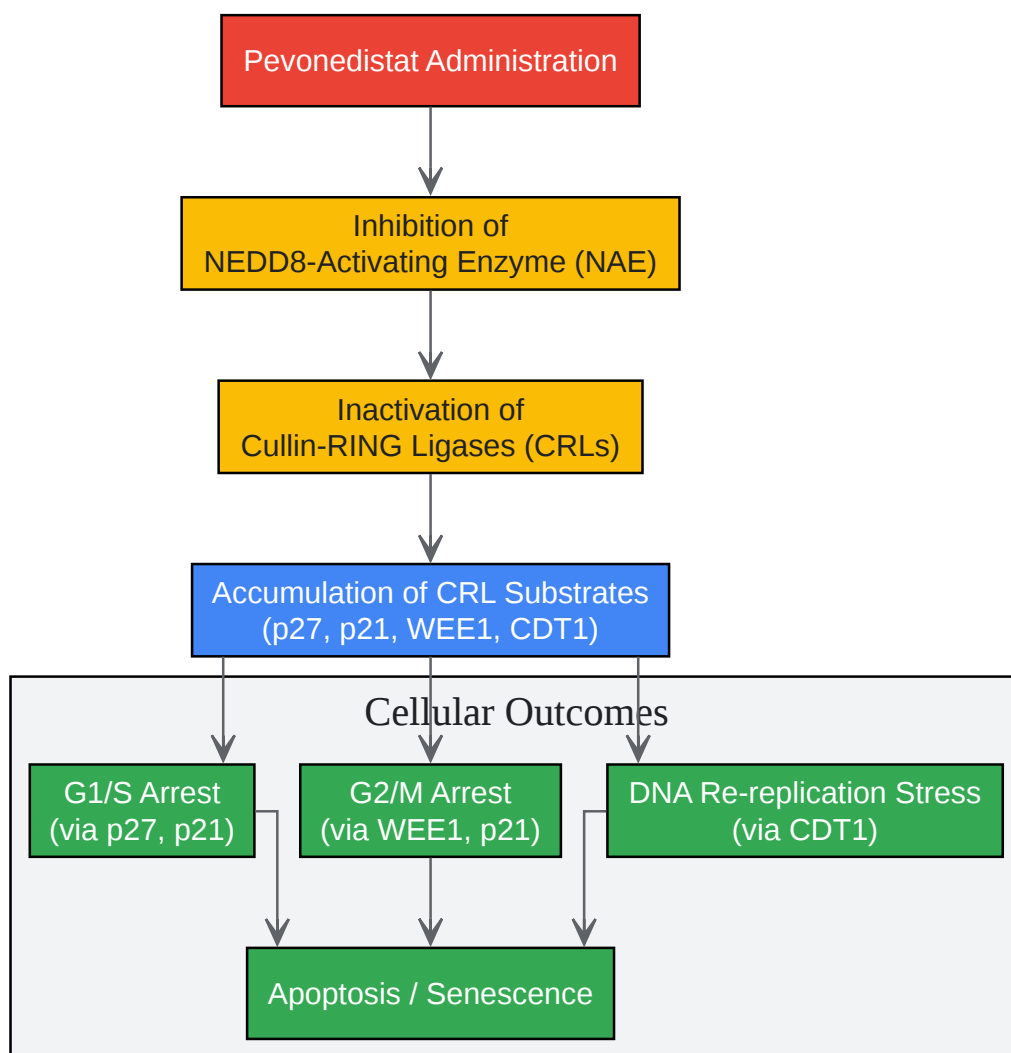 Pevonedistat Administration
Inhibition of
NEDD8-Activating Enzyme (NAE)
Inactivation of
Cullin-RING Ligases (CRLs)
Accumulation of CRL Substrates
(p27, p21, WEE1, CDT1)
Cellular Outcomes
G1/S Arrest
(via p27, p21)
G2/M Arrest
(via WEE1, p21)
DNA Re-replication Stress
(via CDT1)
Apoptosis / Senescence